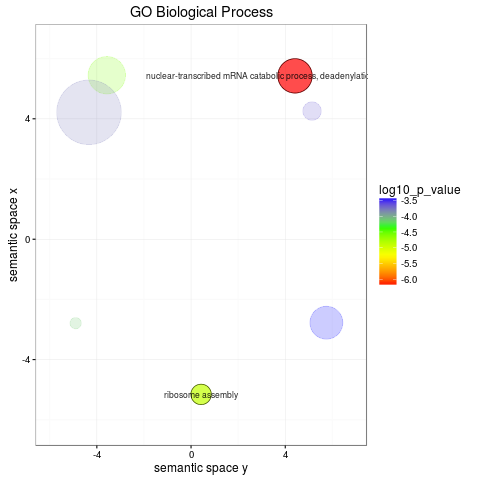 GO Biological Process
nuclear-transcribed mRNA catabolic process, deadenylatic
4
0
-4
semantic space x
ribosome assembly
-4
0
4
semantic space y
log10_p_value
-3.5
-4.0
-4.5
-5.0
-5.5
-6.0